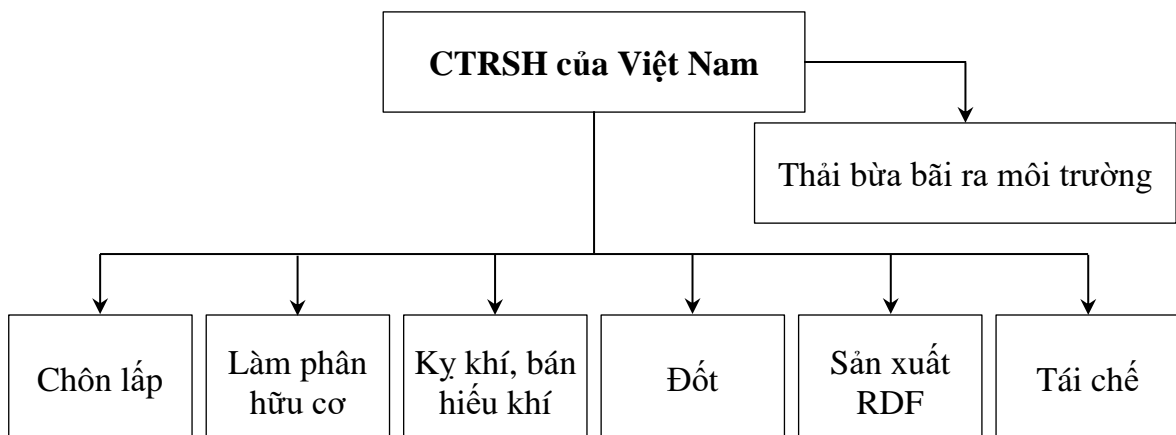 CTRSH của Việt Nam
Thải bừa bãi ra môi trường
Chôn lấp
Làm phân
hữu cơ
Kỵ khí, bán
hiếu khí
Đốt
Sản xuất
RDF
Tái chế